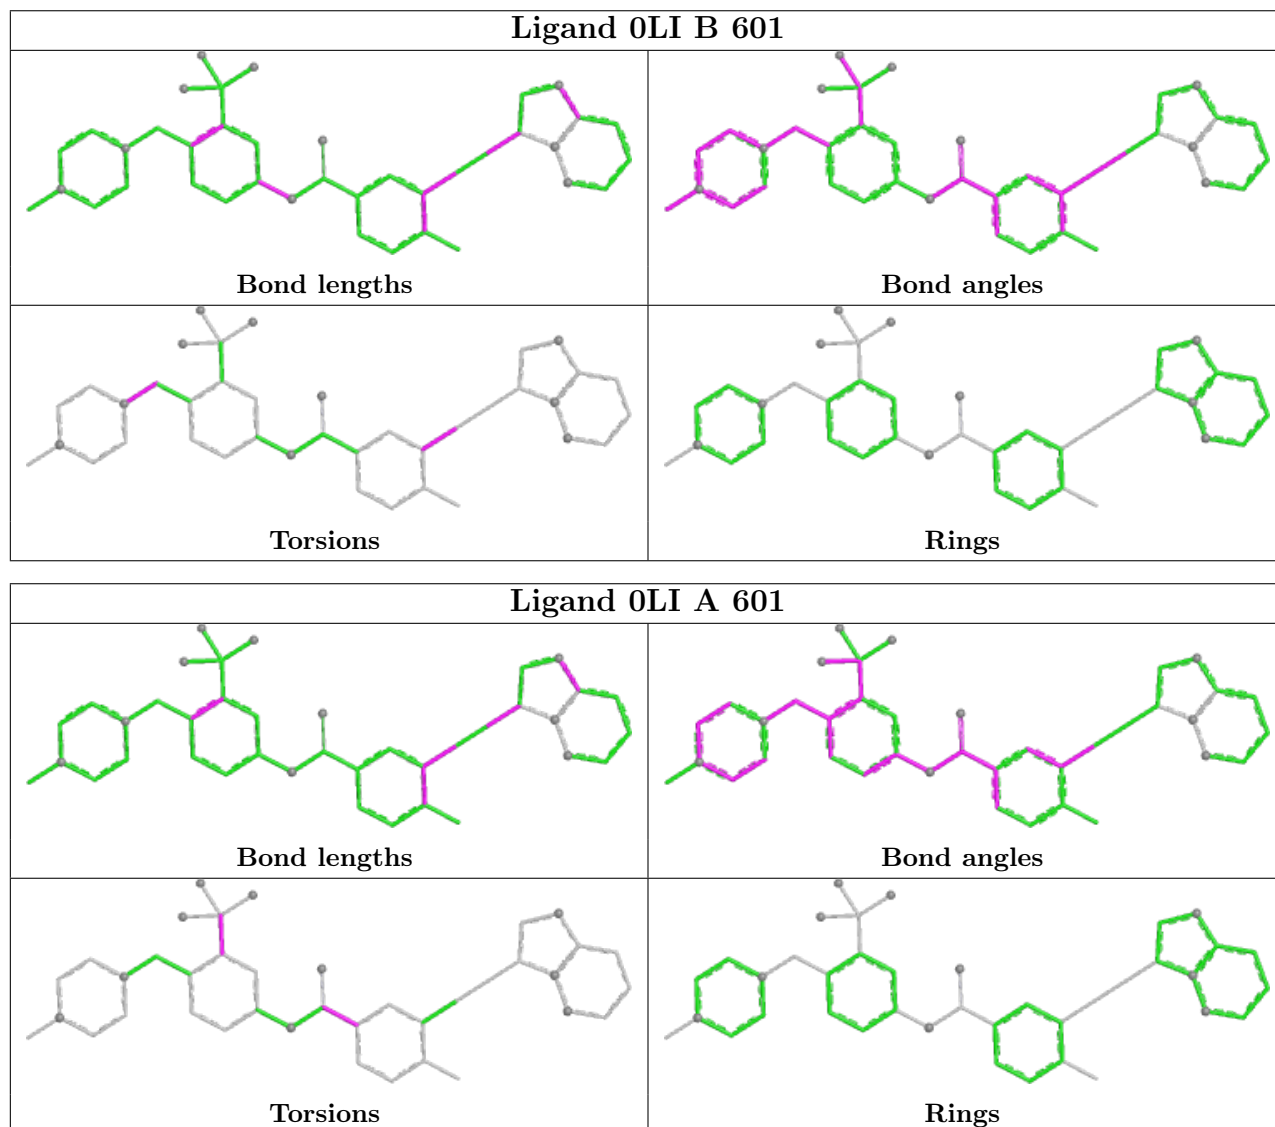 Ligand 0LI B 601
Bond lengths
Bond angles
Torsions
Rings
Ligand 0LI A 601
Bond lengths
Bond angles
Torsions
Rings